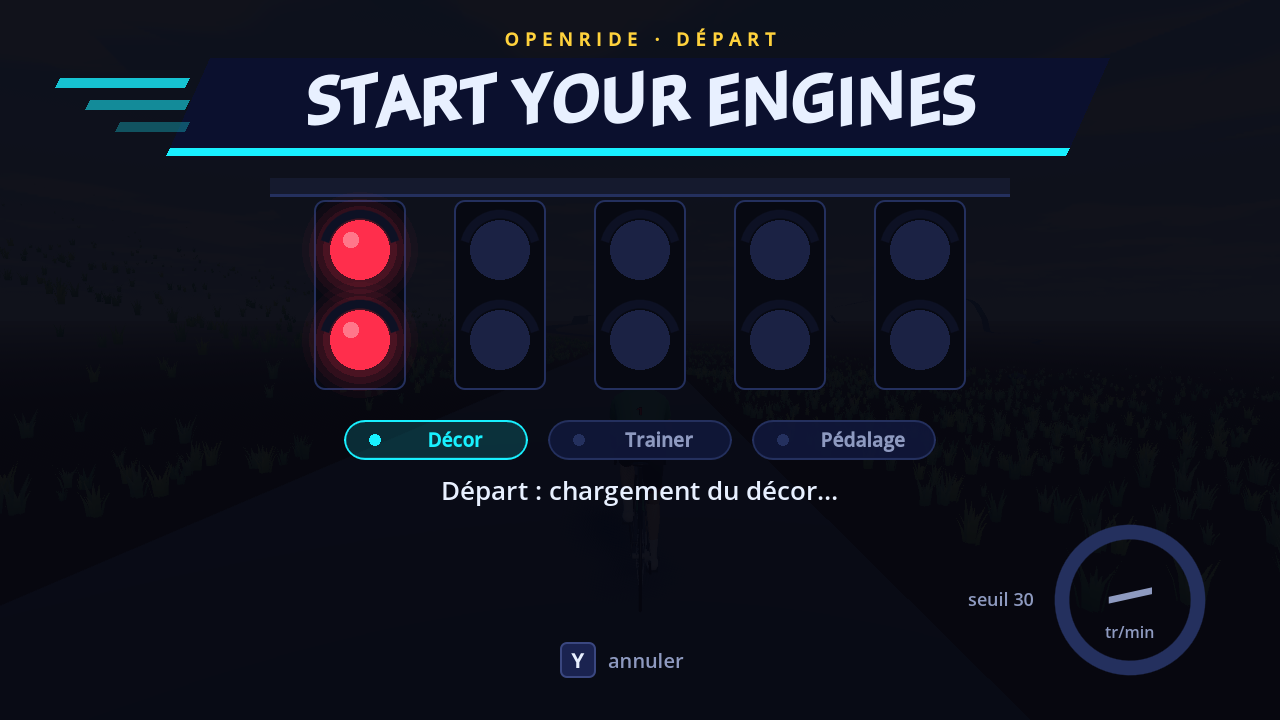 OPENRIDE · DÉPART
START YOUR ENGINES
Décor
Trainer
Pédalage
Départ : chargement du décor...
seuil 30
—
tr/min
Y annuler